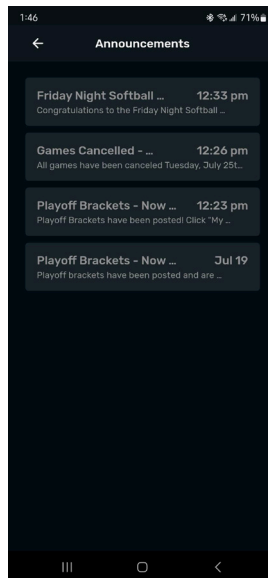 1:46 71%
Announcements
Friday Night Softball ... 12:33 pm
Congratulations to the Friday Night Softball ...
Games Cancelled - ... 12:26 pm
All games have been canceled Tuesday, July 25t...
Playoff Brackets - Now ... 12:23 pm
Playoff Brackets have been posted! Click "My ...
Playoff Brackets - Now ... Jul 19
Playoff brackets have been posted and are ...